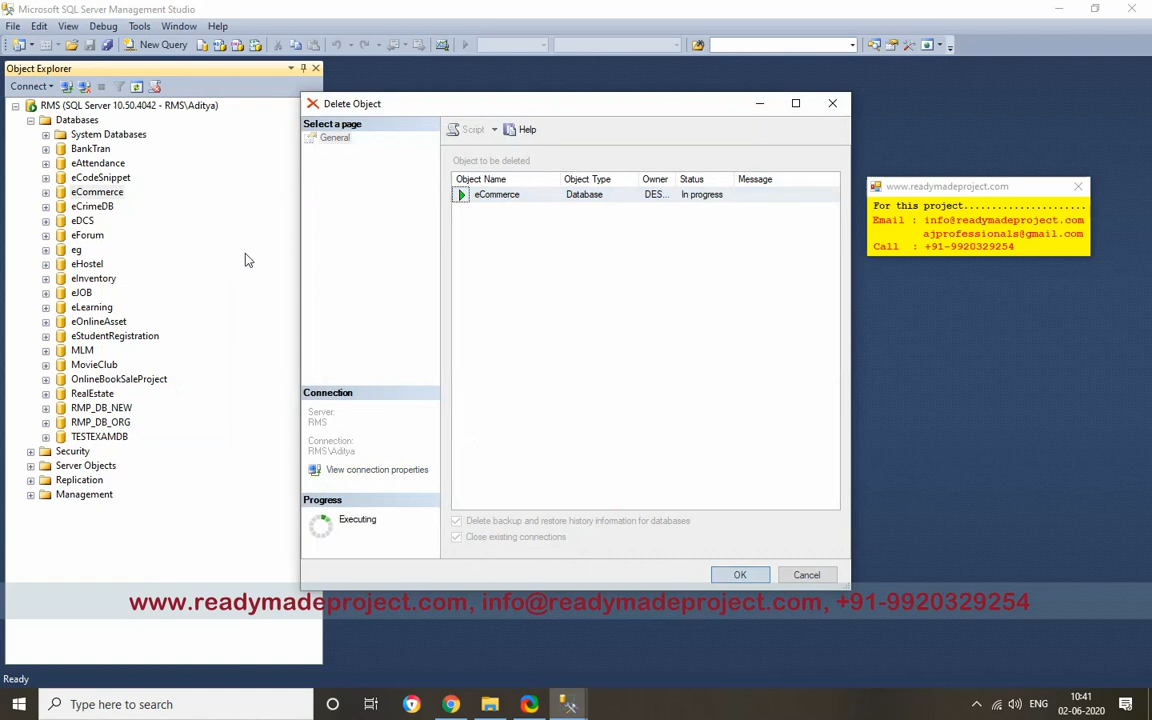 Microsoft SQL Server Management Studio
File Edit View Debug Tools Window Help
New Query
Object Explorer
Connect
RMS (SQL Server 10.50.4042 - RMS\Aditya)
Databases
System Databases
BankTran
eAttendance
eCodeSnippet
eCommerce
eCrimeDB
eDCS
eForum
eg
eHostel
eInventory
eJOB
eLearning
eOnlineAsset
eStudentRegistration
MLM
MovieClub
OnlineBookSaleProject
RealEstate
RMP_DB_NEW
RMP_DB_ORG
TESTEXAMDB
Security
Server Objects
Replication
Management
Delete Object
Select a page
General
Script Help
Object to be deleted
Object Name Object Type Owner Status Message
eCommerce Database DES... In progress
Connection
Server:
RMS
Connection:
RMS\Aditya
View connection properties
Progress
Executing
Delete backup and restore history information for databases
Close existing connections
OK Cancel
www.readymadeproject.com
For this project......................
Email : info@readymadeproject.com
ajprofessionals@gmail.com
Call : +91-9920329254
www.readymadeproject.com, info@readymadeproject.com, +91-9920329254
Ready
Type here to search
ENG
10:41
02-06-2020